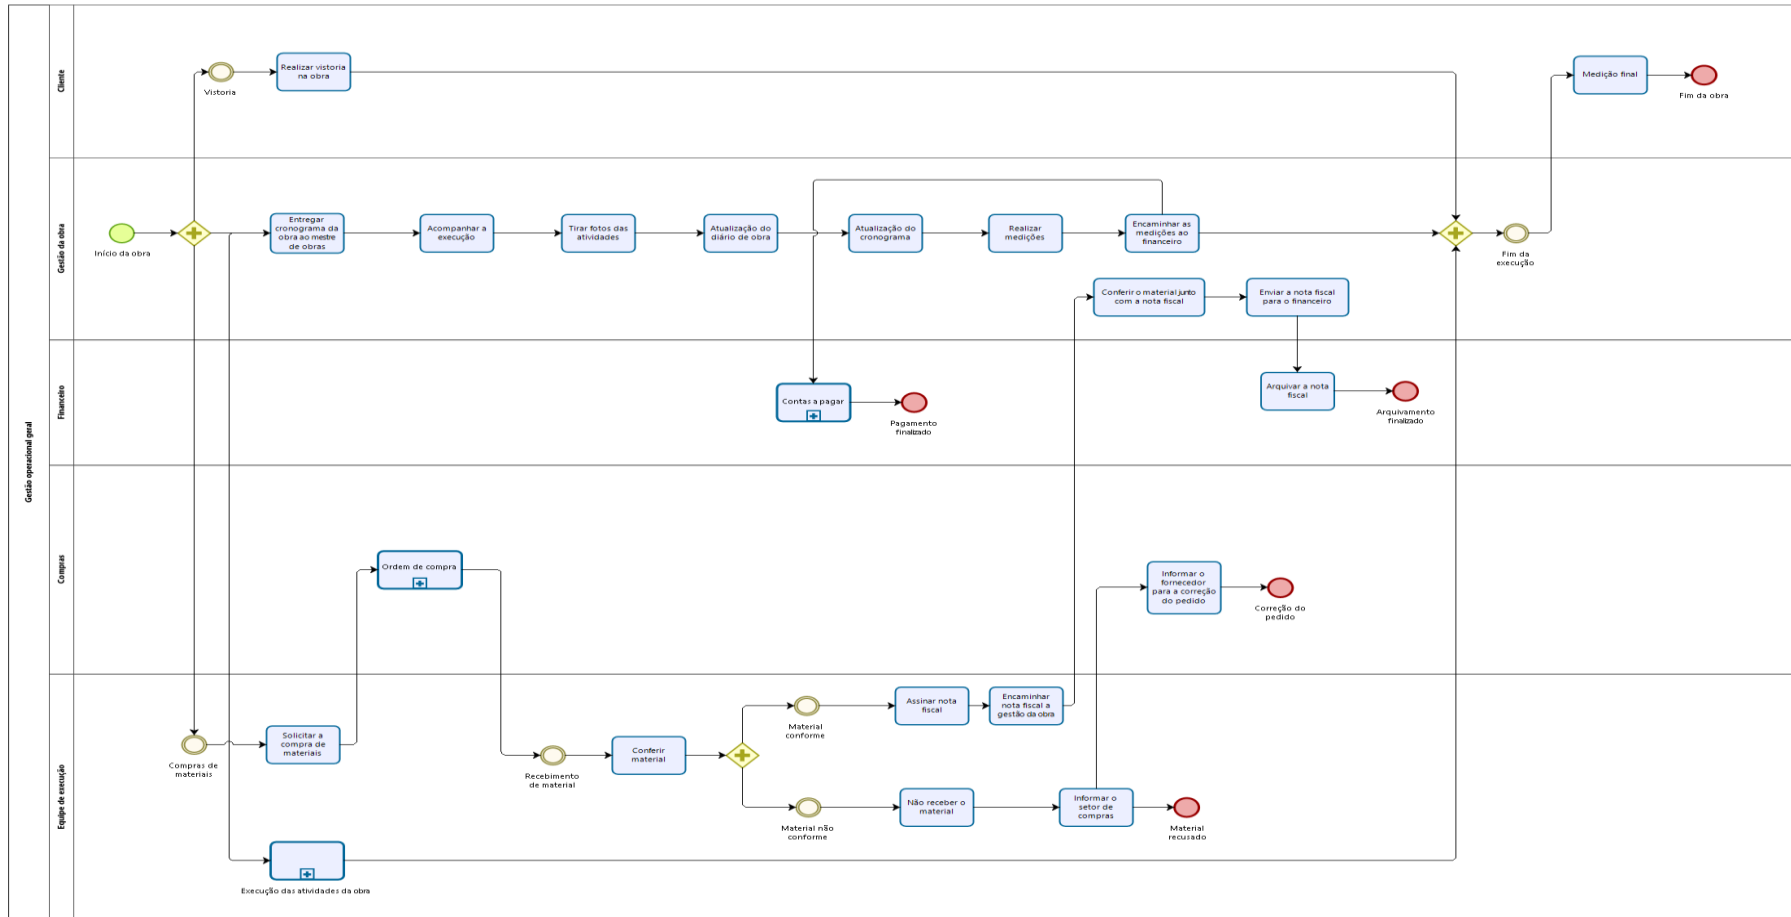 Gestão operacional geral
Cliente
Vistoria
Realizar vistoria
na obra
Medição final
Fim da obra
Gestão da obra
Início da obra
Entregar
cronograma da
obra ao mestre
de obras
Acompanhar a
execução
Tirar fotos das
atividades
Atualização do
diário de obra
Atualização do
cronograma
Realizar
medições
Encaminhar as
medições ao
financeiro
Fim da
execução
Conferir o material junto
com a nota fiscal
Enviar a nota fiscal
para o financeiro
Financeiro
Contas a pagar
Pagamento
finalizado
Arquivar a nota
fiscal
Arquivamento
finalizado
Compras
Ordem de compra
Informar o
fornecedor
para a correção
do pedido
Correção do
pedido
Equipe de execução
Compras de
materiais
Solicitar a
compra de
materiais
Recebimento
de material
Conferir
material
Material
conforme
Assinar nota
fiscal
Encaminhar
nota fiscal a
gestão da obra
Material não
conforme
Não receber o
material
Informar o
setor de
compras
Material
recusado
Execução das atividades da obra